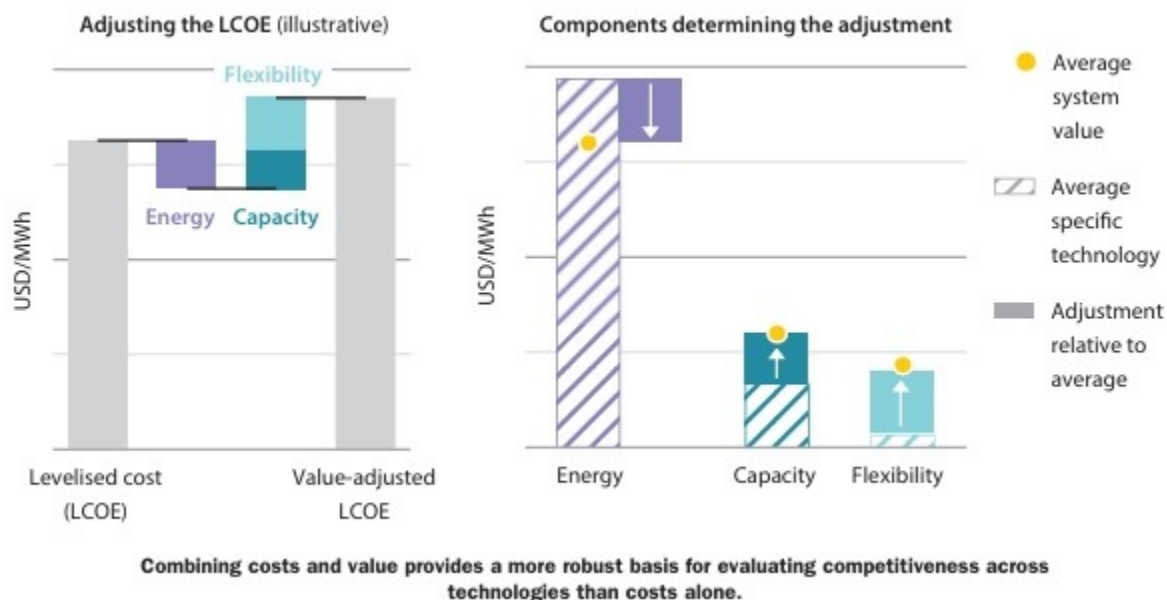 Adjusting the LCOE (illustrative)
Flexibility
Energy
Capacity
USD/MWh
Levelised cost
(LCOE)
Value-adjusted
LCOE
Components determining the adjustment
USD/MWh
Energy
Capacity
Flexibility
Average
system
value
Average
specific
technology
Adjustment
relative to
average
Combining costs and value provides a more robust basis for evaluating competitiveness across
technologies than costs alone.